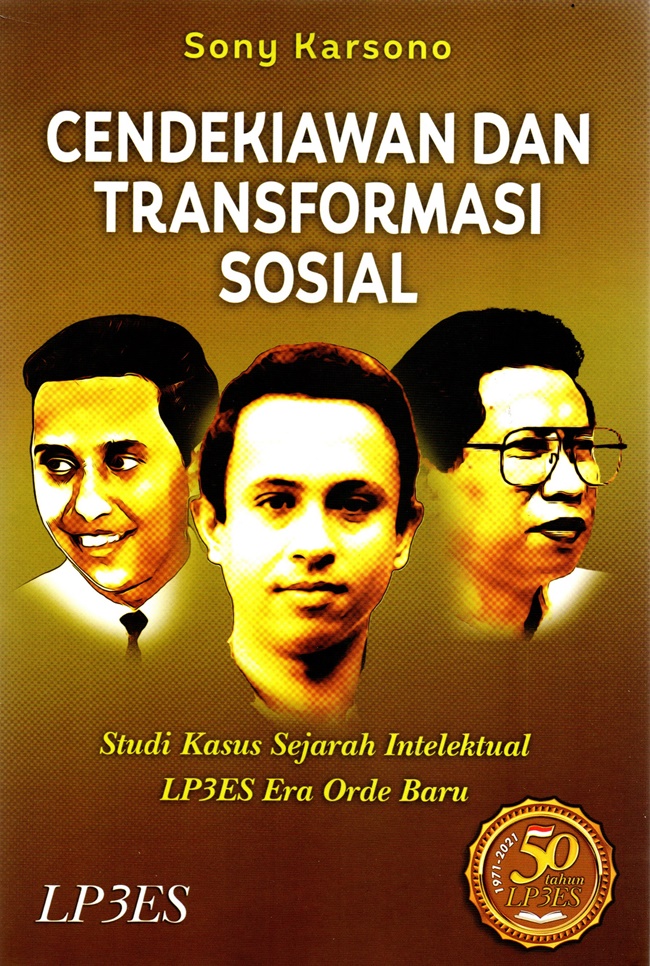 Sony Karsono
CENDEKIAWAN DAN
TRANSFORMASI
SOSIAL
Studi Kasus Sejarah Intelektual
LP3ES Era Orde Baru
LP3ES
1971-2021
50
tahun
LP3ES